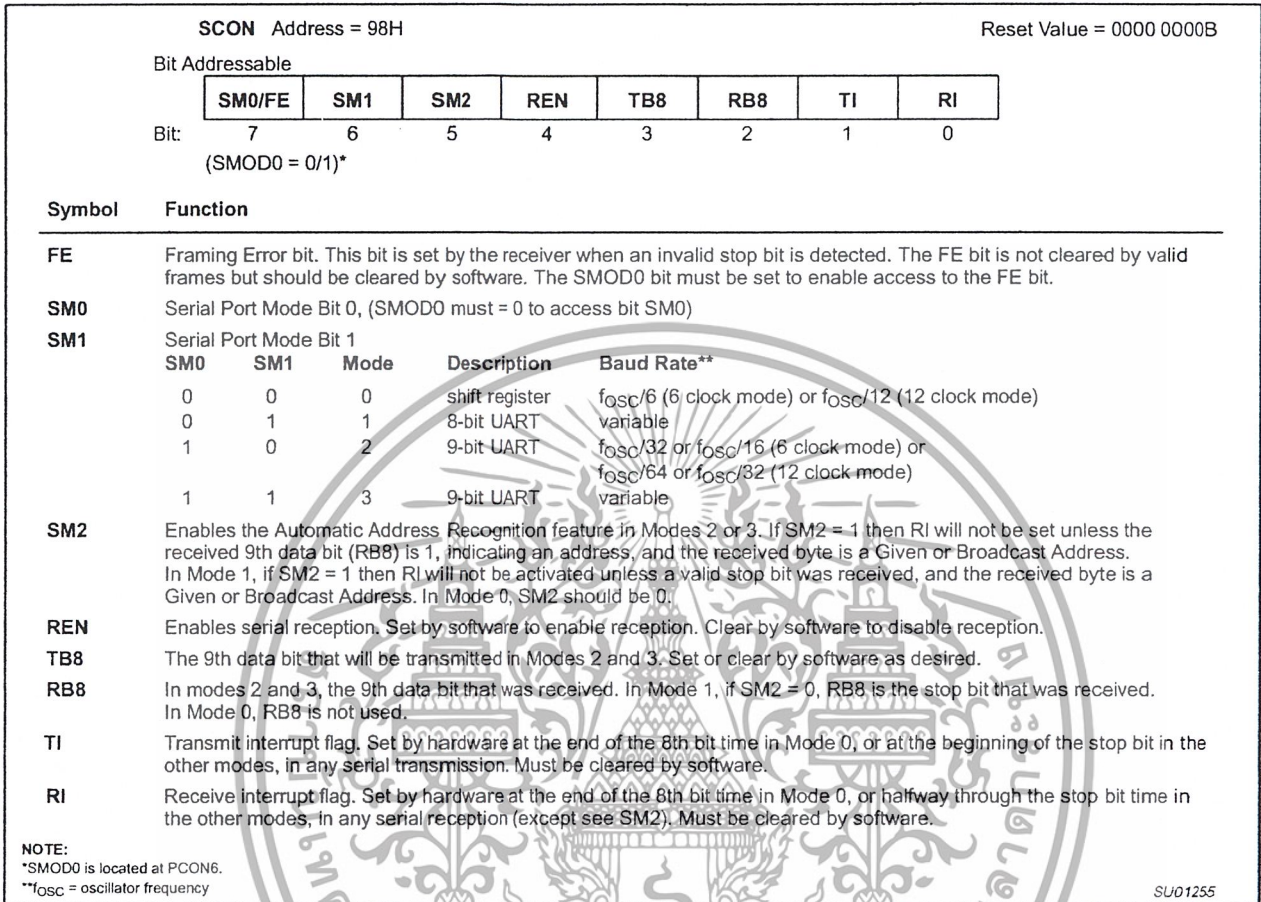 SCON Address = 98H Reset Value = 0000 0000B
Bit Addressable
SM0/FE SM1 SM2 REN TB8 RB8 TI RI
Bit: 7 6 5 4 3 2 1 0
(SMOD0 = 0/1)*
Symbol Function
FE Framing Error bit. This bit is set by the receiver when an invalid stop bit is detected. The FE bit is not cleared by valid
frames but should be cleared by software. The SMOD0 bit must be set to enable access to the FE bit.
SM0 Serial Port Mode Bit 0, (SMOD0 must = 0 to access bit SM0)
SM1 Serial Port Mode Bit 1
SM0 SM1 Mode Description Baud Rate**
0 0 0 shift register fOSC/6 (6 clock mode) or fOSC/12 (12 clock mode)
0 1 1 8-bit UART variable
1 0 2 9-bit UART fOSC/32 or fOSC/16 (6 clock mode) or
fOSC/64 or fOSC/32 (12 clock mode)
1 1 3 9-bit UART variable
SM2 Enables the Automatic Address Recognition feature in Modes 2 or 3. If SM2 = 1 then RI will not be set unless the
received 9th data bit (RB8) is 1, indicating an address, and the received byte is a Given or Broadcast Address.
In Mode 1, if SM2 = 1 then RI will not be activated unless a valid stop bit was received, and the received byte is a
Given or Broadcast Address. In Mode 0, SM2 should be 0.
REN Enables serial reception. Set by software to enable reception. Clear by software to disable reception.
TB8 The 9th data bit that will be transmitted in Modes 2 and 3. Set or clear by software as desired.
RB8 In modes 2 and 3, the 9th data bit that was received. In Mode 1, if SM2 = 0, RB8 is the stop bit that was received.
In Mode 0, RB8 is not used.
TI Transmit interrupt flag. Set by hardware at the end of the 8th bit time in Mode 0, or at the beginning of the stop bit in the
other modes, in any serial transmission. Must be cleared by software.
RI Receive interrupt flag. Set by hardware at the end of the 8th bit time in Mode 0, or halfway through the stop bit time in
the other modes, in any serial reception (except see SM2). Must be cleared by software.
NOTE:
*SMOD0 is located at PCON6.
**fOSC = oscillator frequency
SU01255